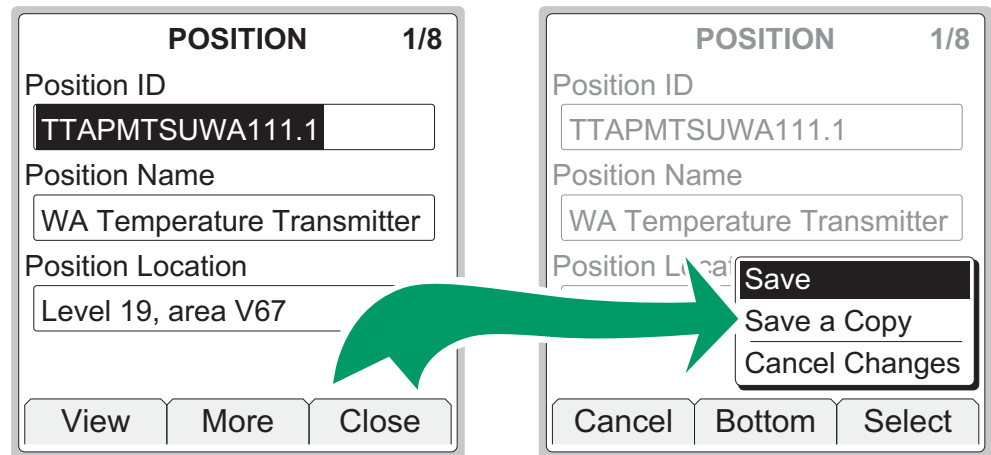 POSITION 1/8
Position ID
TTAPMTSUWA111.1
Position Name
WA Temperature Transmitter
Position Location
Level 19, area V67
View More Close
POSITION 1/8
Position ID
TTAPMTSUWA111.1
Position Name
WA Temperature Transmitter
Position Locat
Save
Save a Copy
Cancel Changes
Cancel Bottom Select